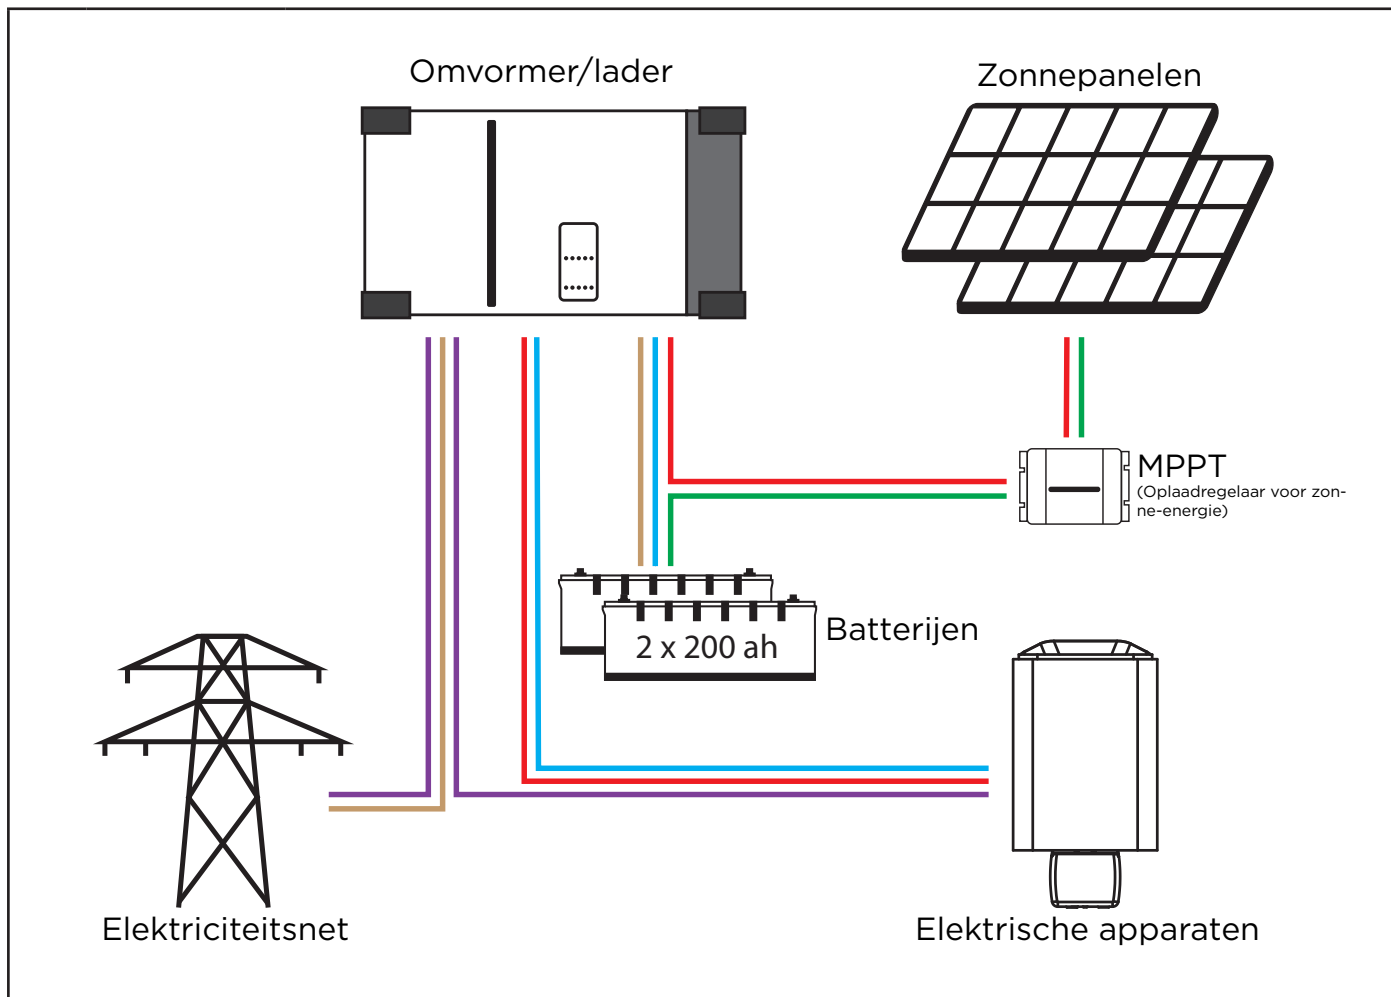 Omvormer/lader
Zonnepanelen
MPPT
(Oplaadregelaar voor zon-
ne-energie)
Batterijen
2 x 200 ah
Elektriciteitsnet
Elektrische apparaten